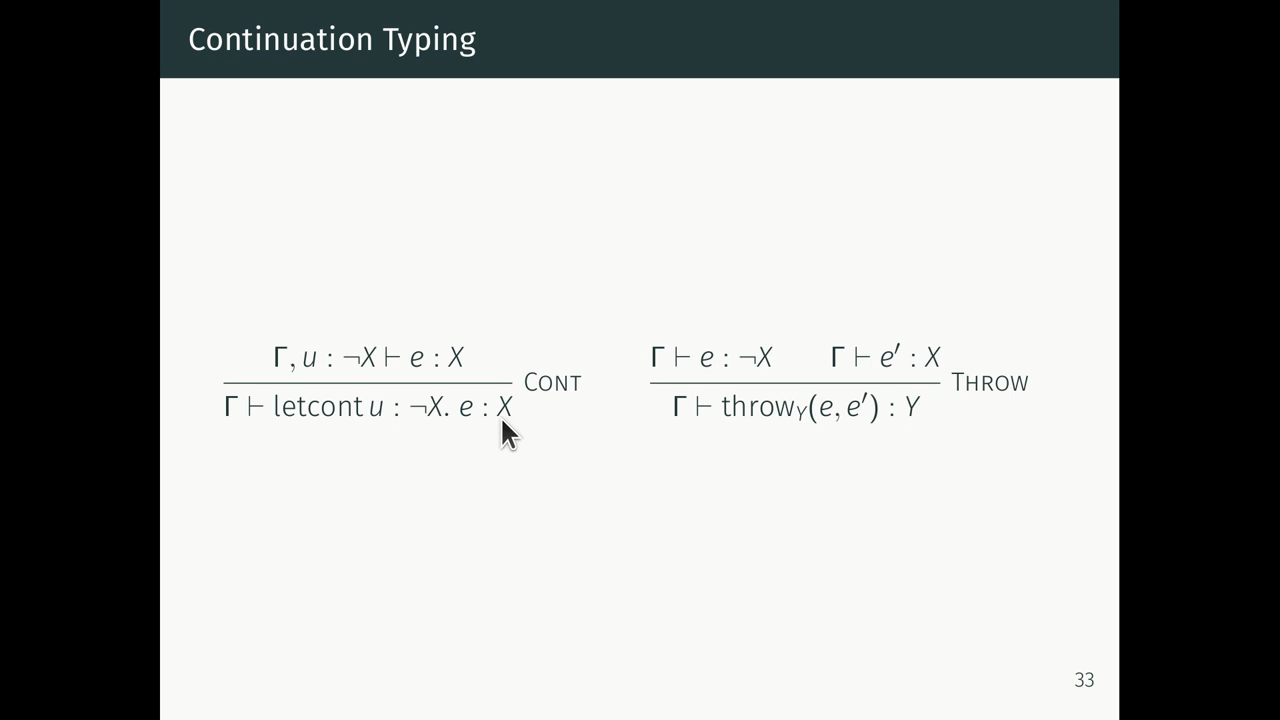 Continuation Typing
Γ, u : ¬X ⊢ e : X
Γ ⊢ letcont u : ¬X. e : X
CONT
Γ ⊢ e : ¬X Γ ⊢ e′ : X
Γ ⊢ throw_Y(e, e′) : Y
THROW
33